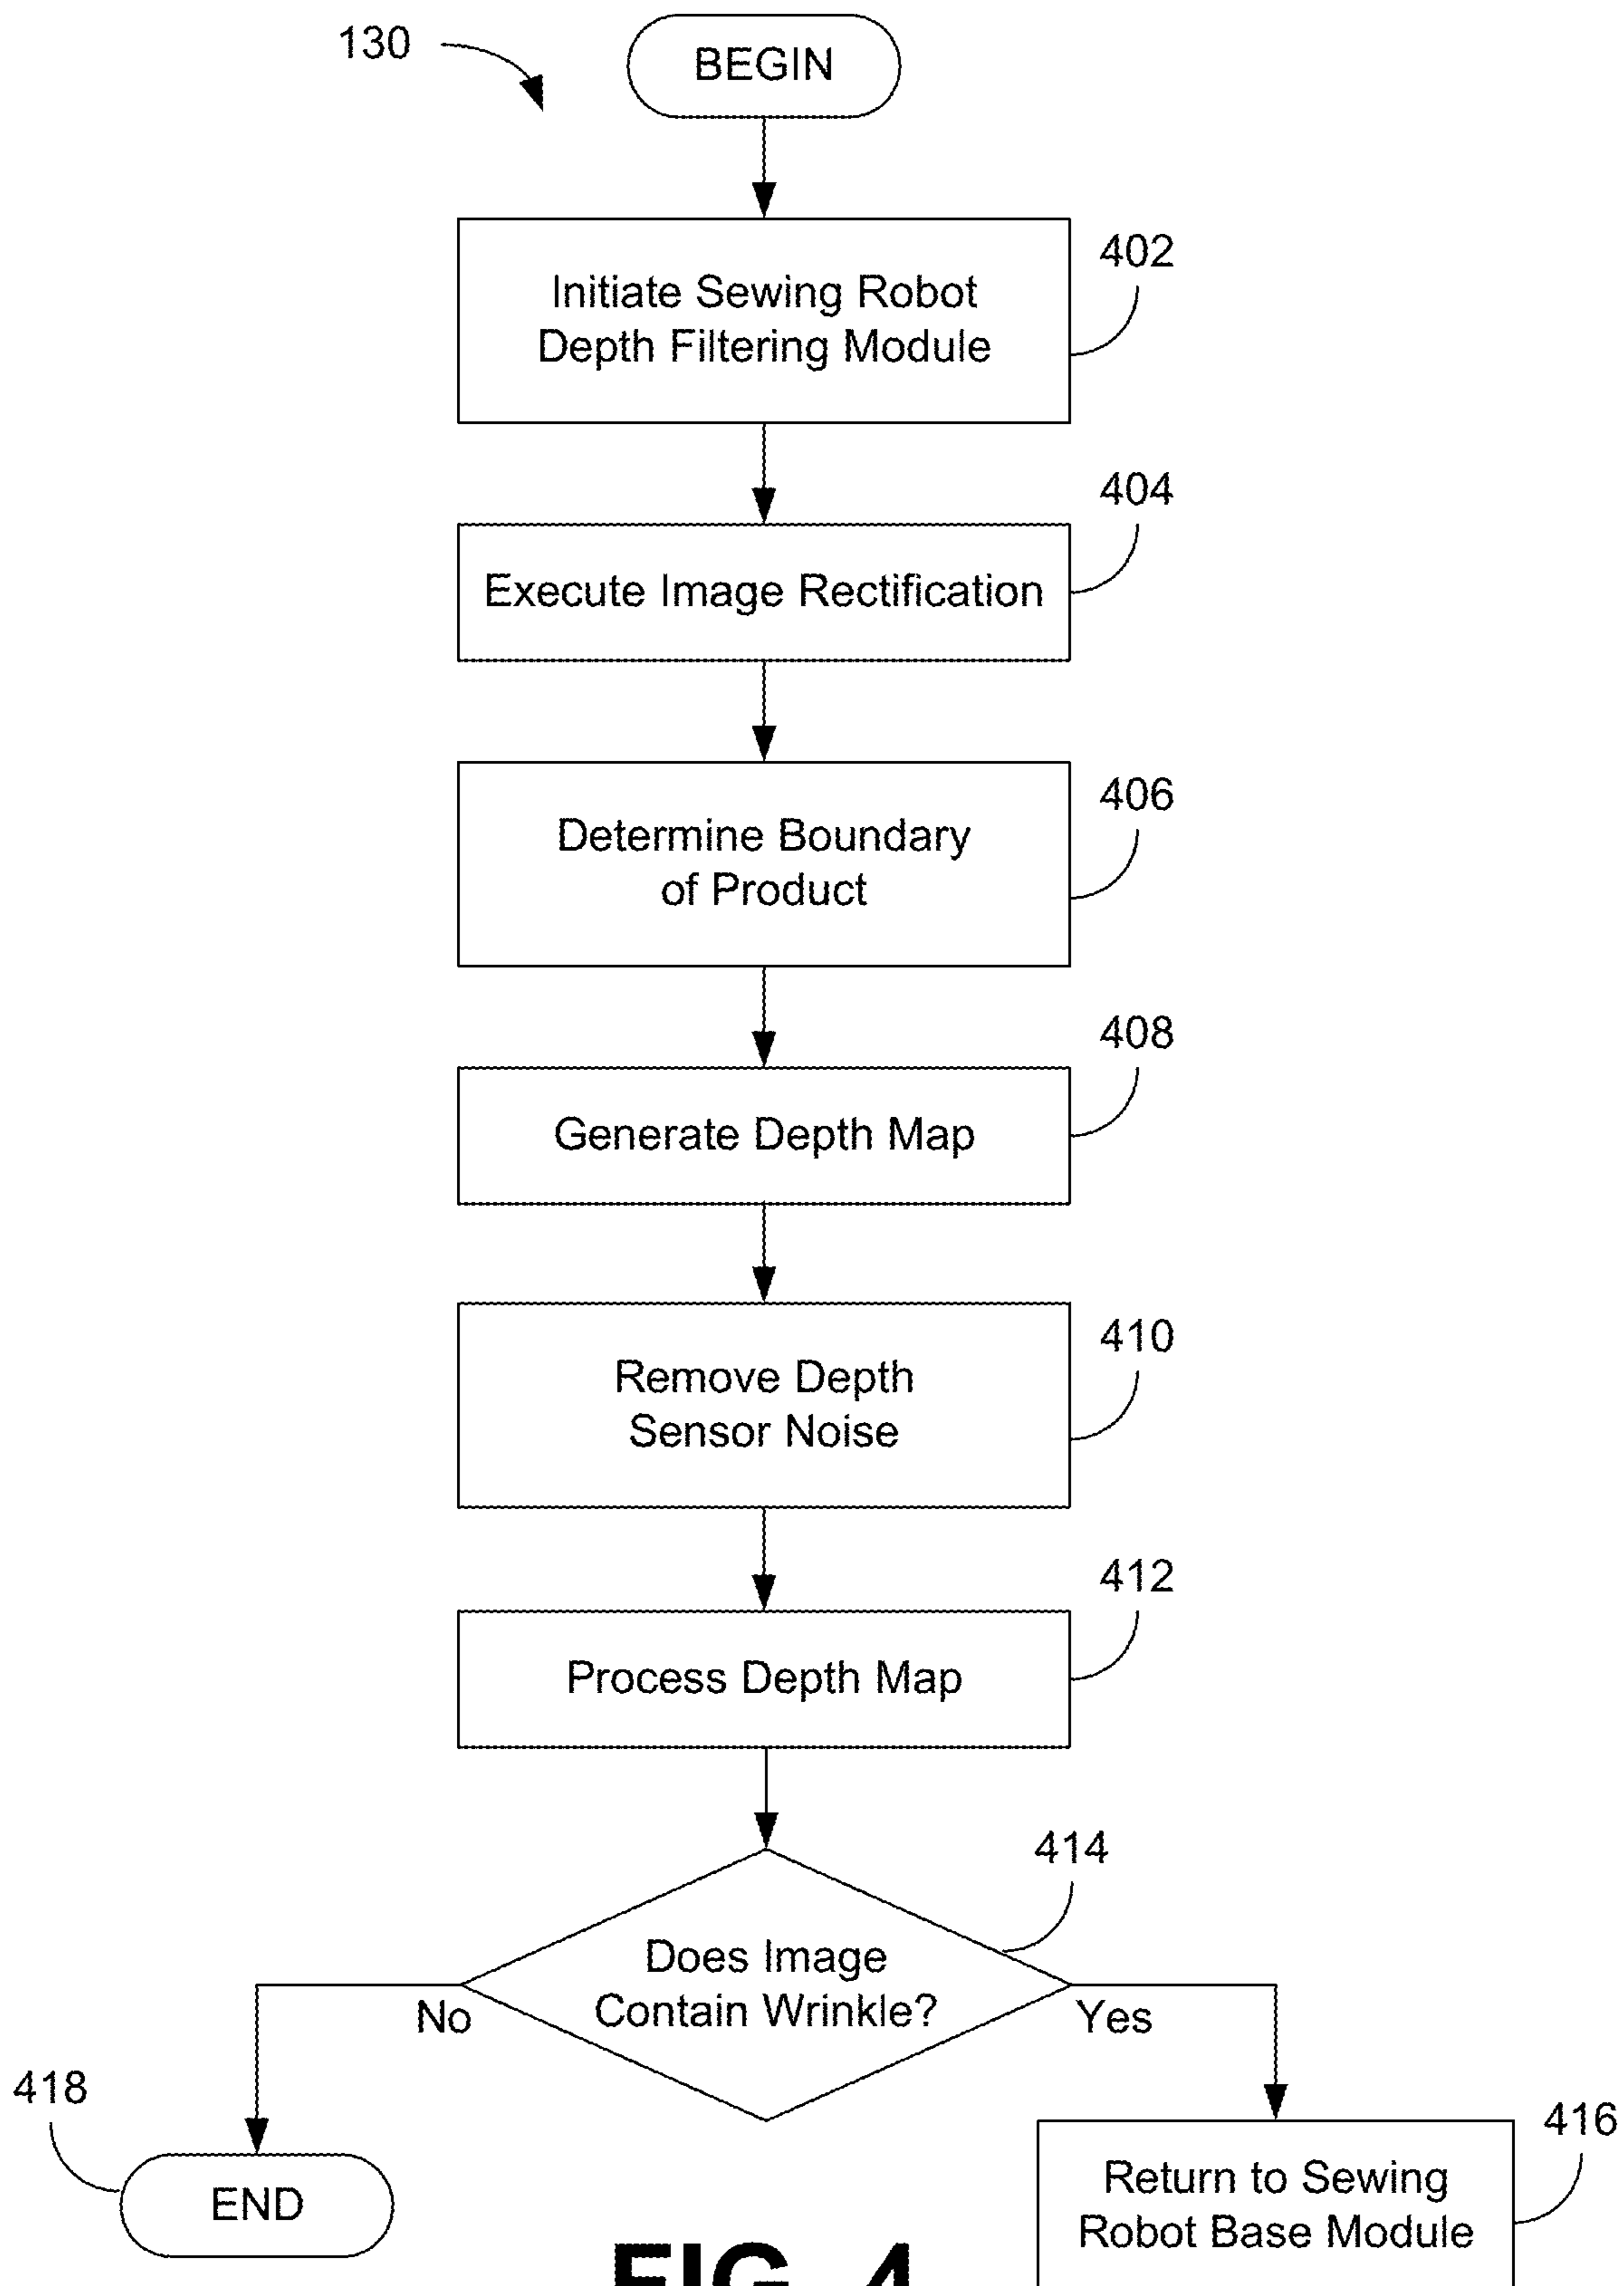 130
BEGIN
402
Initiate Sewing Robot
Depth Filtering Module
404
Execute Image Rectification
406
Determine Boundary
of Product
408
Generate Depth Map
410
Remove Depth
Sensor Noise
412
Process Depth Map
414
Does Image
Contain Wrinkle?
No
Yes
418
END
416
Return to Sewing
Robot Base Module
FIG. 4